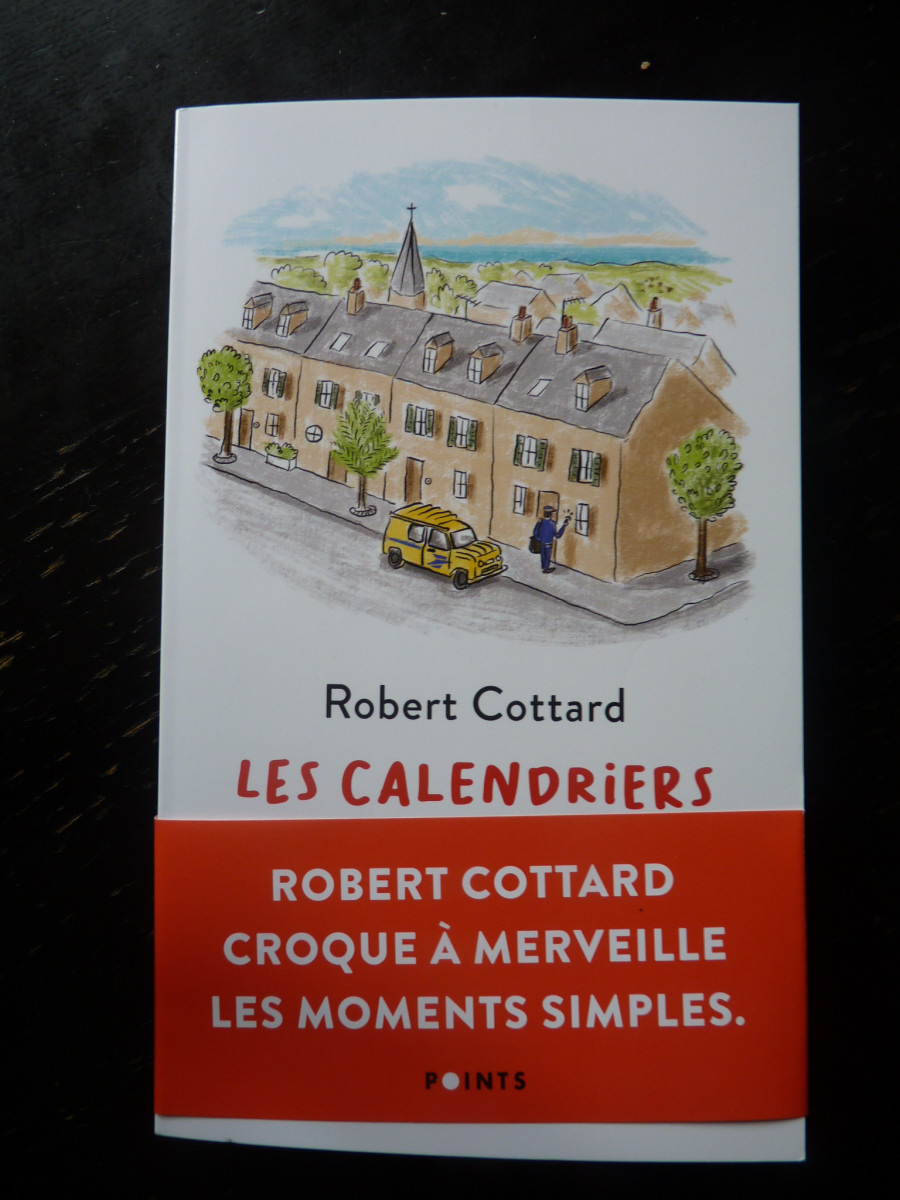 Robert Cottard
LES CALENDRiERS
ROBERT COTTARD
CROQUE À MERVEILLE
LES MOMENTS SIMPLES.
POINTS